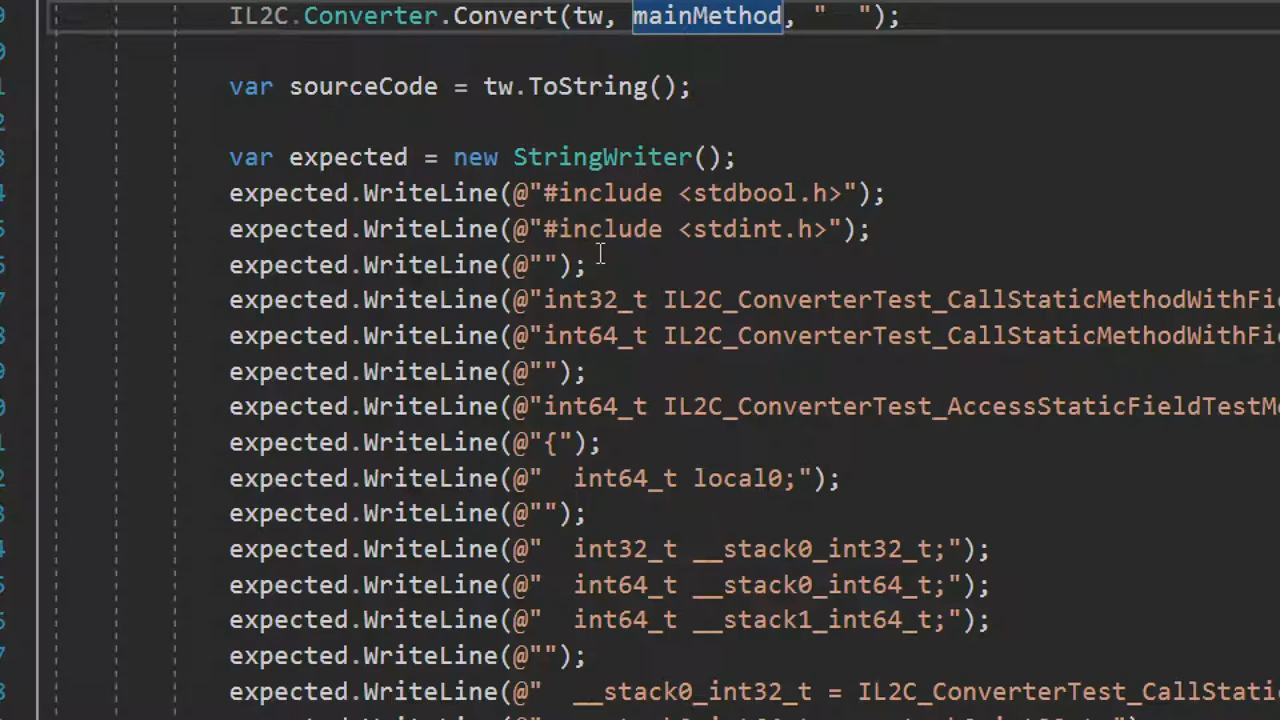 IL2C.Converter.Convert(tw, mainMethod, "  ");
var sourceCode = tw.ToString();
var expected = new StringWriter();
expected.WriteLine(@"#include <stdbool.h>");
expected.WriteLine(@"#include <stdint.h>");
expected.WriteLine(@"");
expected.WriteLine(@"int32_t IL2C_ConverterTest_CallStaticMethodWithFi
expected.WriteLine(@"int64_t IL2C_ConverterTest_CallStaticMethodWithFi
expected.WriteLine(@"");
expected.WriteLine(@"int64_t IL2C_ConverterTest_AccessStaticFieldTestM
expected.WriteLine(@"{");
expected.WriteLine(@"  int64_t local0;");
expected.WriteLine(@"");
expected.WriteLine(@"  int32_t __stack0_int32_t;");
expected.WriteLine(@"  int64_t __stack0_int64_t;");
expected.WriteLine(@"  int64_t __stack1_int64_t;");
expected.WriteLine(@"");
expected.WriteLine(@"  __stack0_int32_t = IL2C_ConverterTest_CallStati